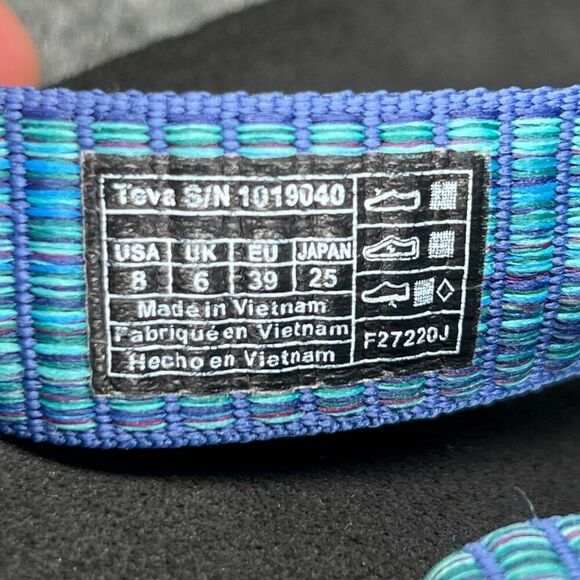 Teva S/N 1019040
USA UK EU JAPAN
8 6 39 25
Made in Vietnam
Fabriqué en Vietnam
Hecho en Vietnam
F27220J